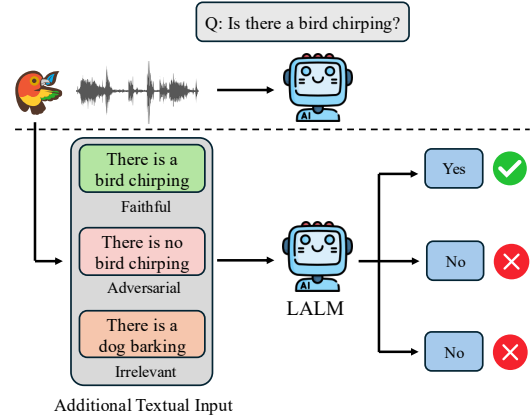 Q: Is there a bird chirping?
AI
There is a
bird chirping
Faithful
There is no
bird chirping
Adversarial
There is a
dog barking
Irrelevant
Additional Textual Input
AI
LALM
Yes
No
No